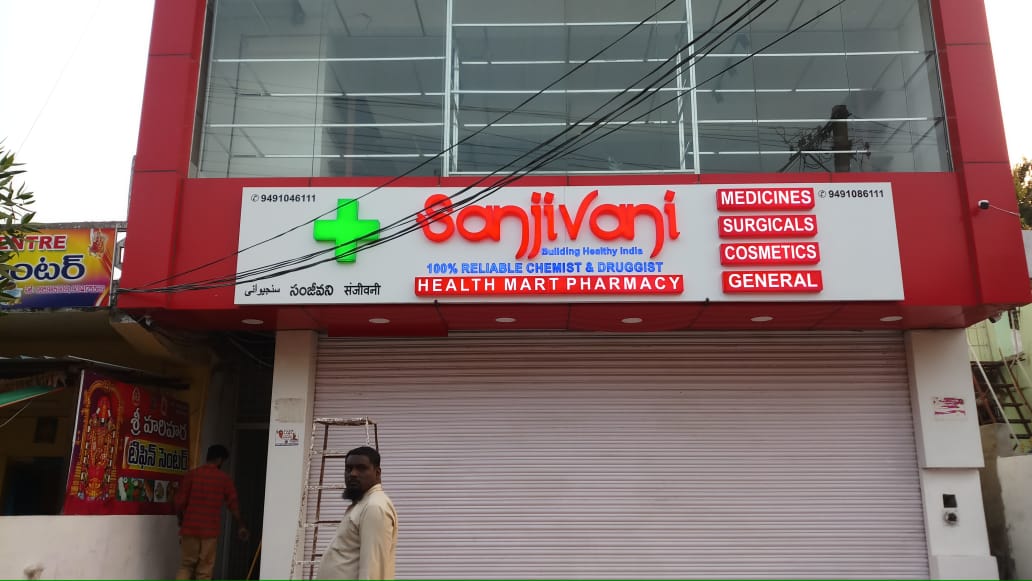 9491046111
Sanjivani
Building Healthy India
100% RELIABLE CHEMIST & DRUGGIST
HEALTH MART PHARMACY
سنجیوانی సంజీవని संजीवनी
MEDICINES
SURGICALS
COSMETICS
GENERAL
9491086111
ENTRE
ంటర్
శ్రీ హరిహర
టిఫిన్ సెంటర్